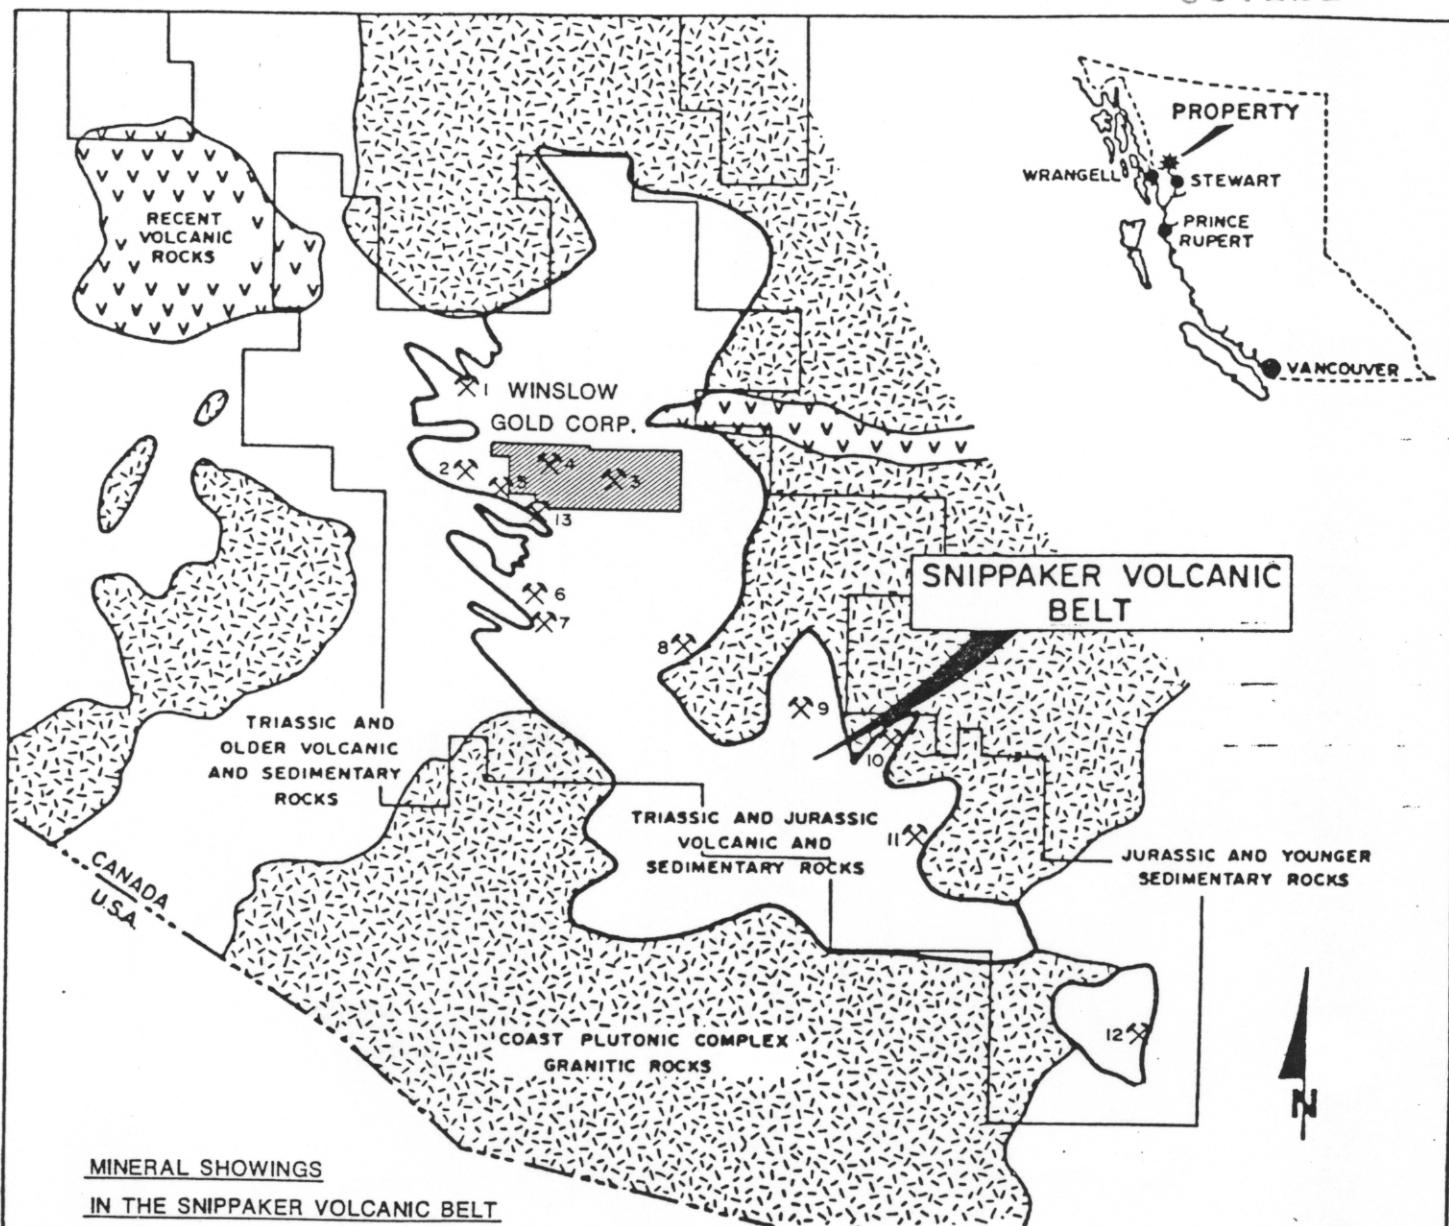 PROPERTY
WRANGELL
STEWART
PRINCE
RUPERT
VANCOUVER
RECENT
VOLCANIC
ROCKS
1 WINSLOW
GOLD CORP.
2
4
5
3
13
6
7
8
SNIPPAKER VOLCANIC
BELT
9
10
TRIASSIC AND
OLDER VOLCANIC
AND SEDIMENTARY
ROCKS
TRIASSIC AND JURASSIC
VOLCANIC AND
SEDIMENTARY ROCKS
11
JURASSIC AND YOUNGER
SEDIMENTARY ROCKS
CANADA
U.S.A.
COAST PLUTONIC COMPLEX
GRANITIC ROCKS
12
N
MINERAL SHOWINGS
IN THE SNIPPAKER VOLCANIC BELT